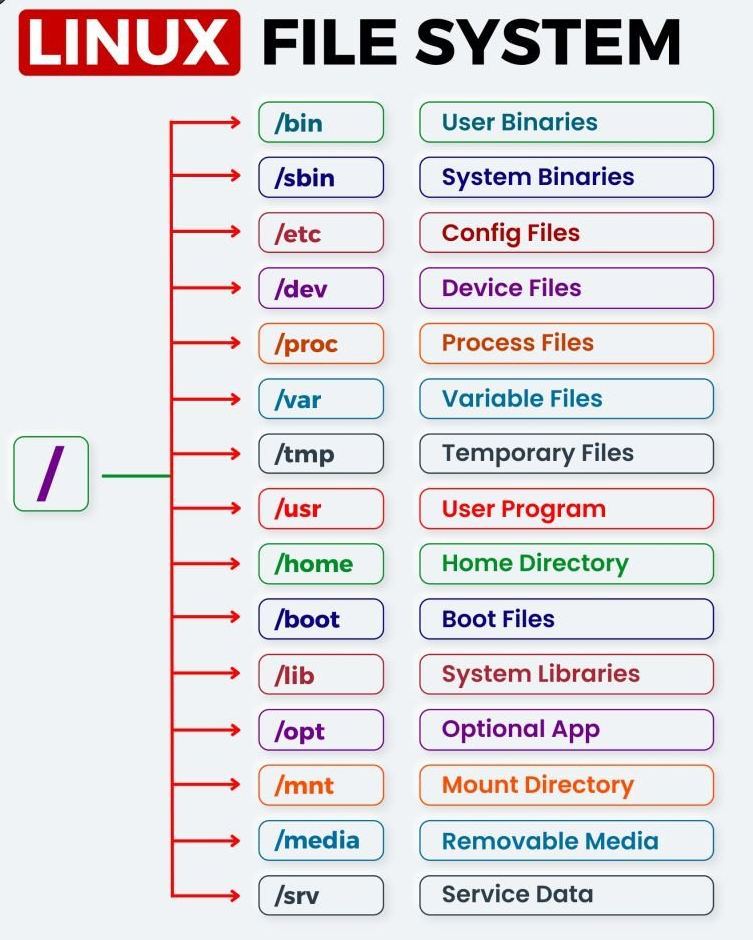 LINUX FILE SYSTEM
/bin User Binaries
/sbin System Binaries
/etc Config Files
/dev Device Files
/proc Process Files
/var Variable Files
/tmp Temporary Files
/
/usr User Program
/home Home Directory
/boot Boot Files
/lib System Libraries
/opt Optional App
/mnt Mount Directory
/media Removable Media
/srv Service Data